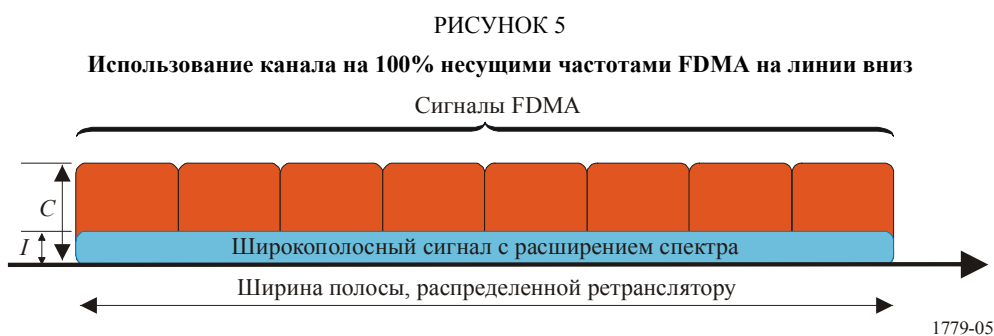 РИСУНОК 5
Использование канала на 100% несущими частотами FDMA на линии вниз
Сигналы FDMA
C
I
Широкополосный сигнал с расширением спектра
Ширина полосы, распределенной ретранслятору
1779-05